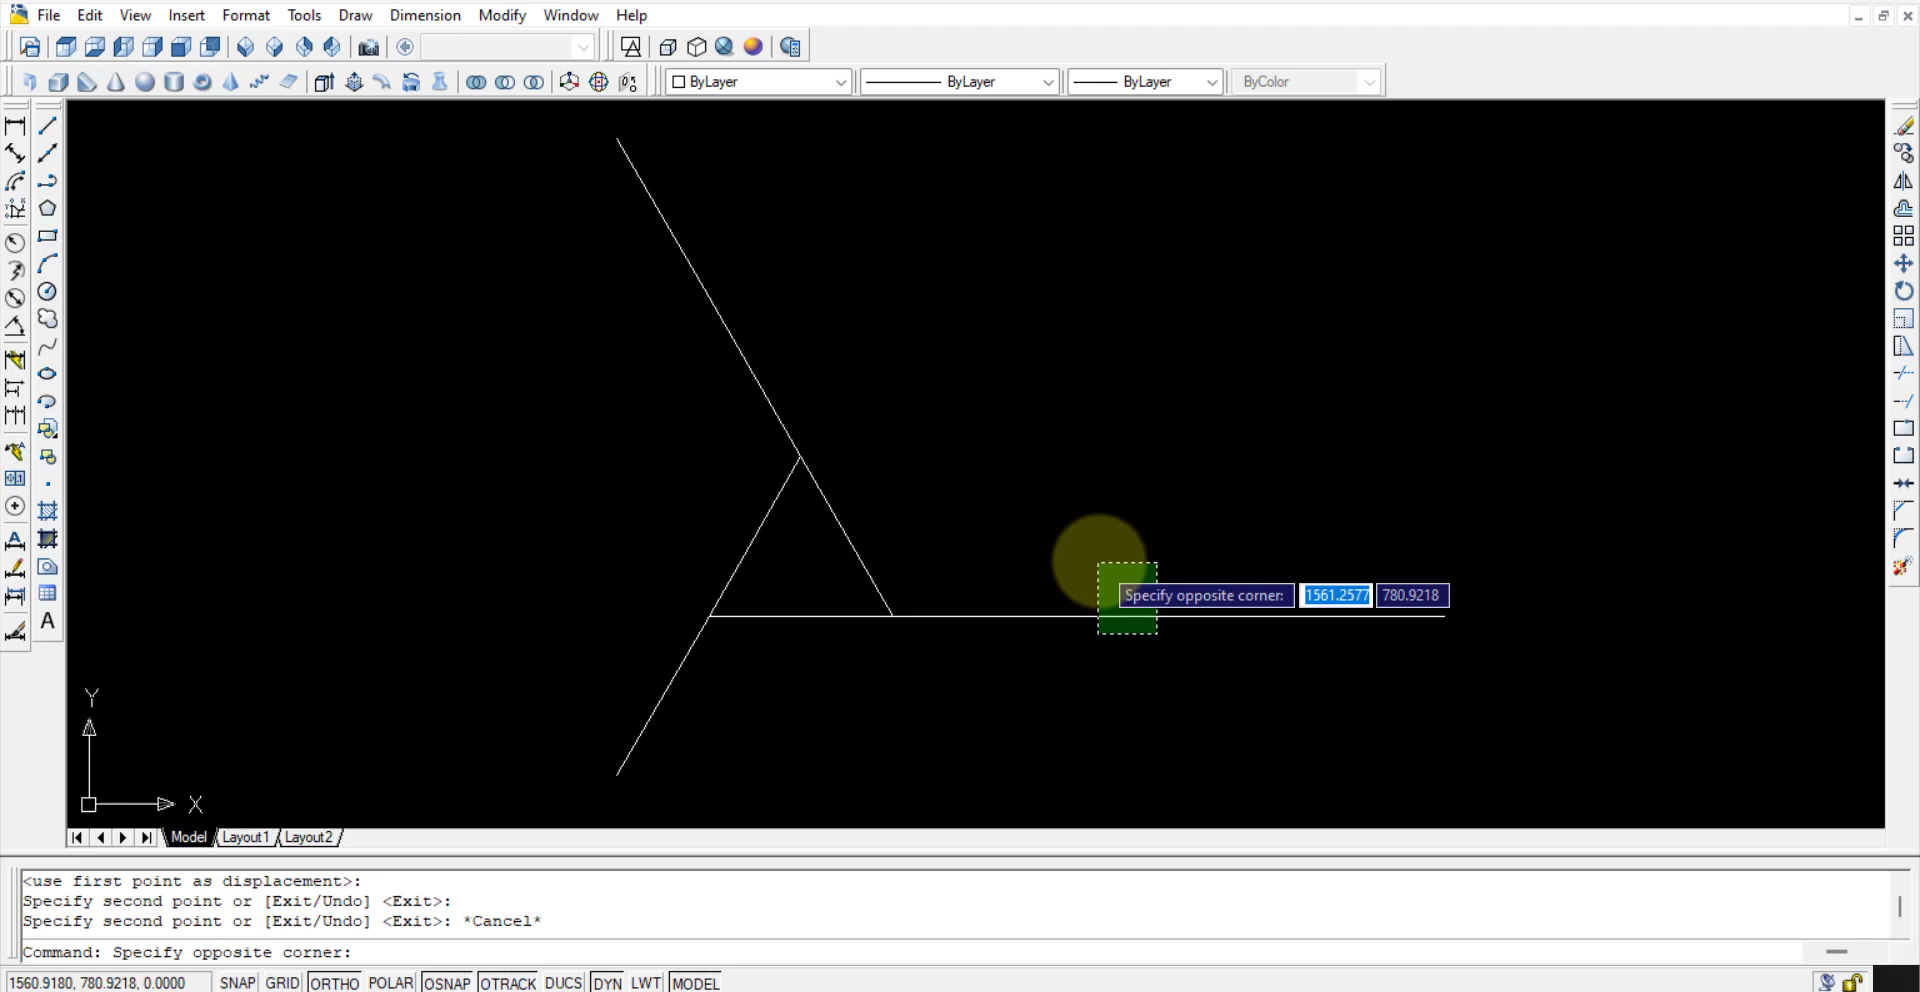 File Edit View Insert Format Tools Draw Dimension Modify Window Help
ByLayer ByLayer ByLayer ByColor
Specify opposite corner: 1561.2577 780.9218
Y
X
Model Layout1 Layout2
<use first point as displacement>:
Specify second point or [Exit/Undo] <Exit>:
Specify second point or [Exit/Undo] <Exit>: *Cancel*
Command: Specify opposite corner:
1560.9180, 780.9218, 0.0000 SNAP GRID ORTHO POLAR OSNAP OTRACK DUCS DYN LWT MODEL